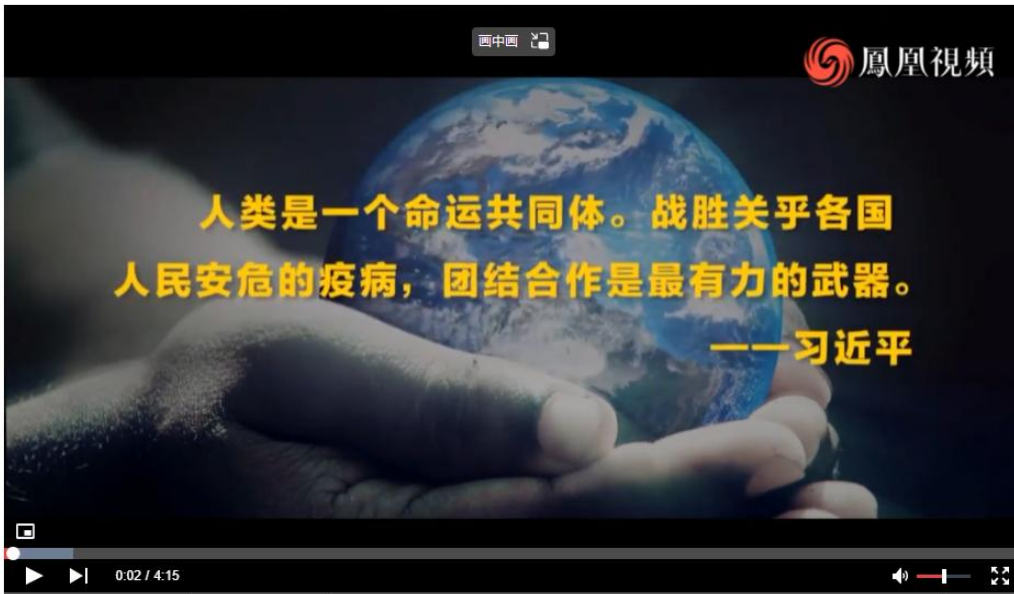 画中画
鳳凰視頻
人类是一个命运共同体。战胜关乎各国
人民安危的疫病，团结合作是最有力的武器。
——习近平
0:02 / 4:15